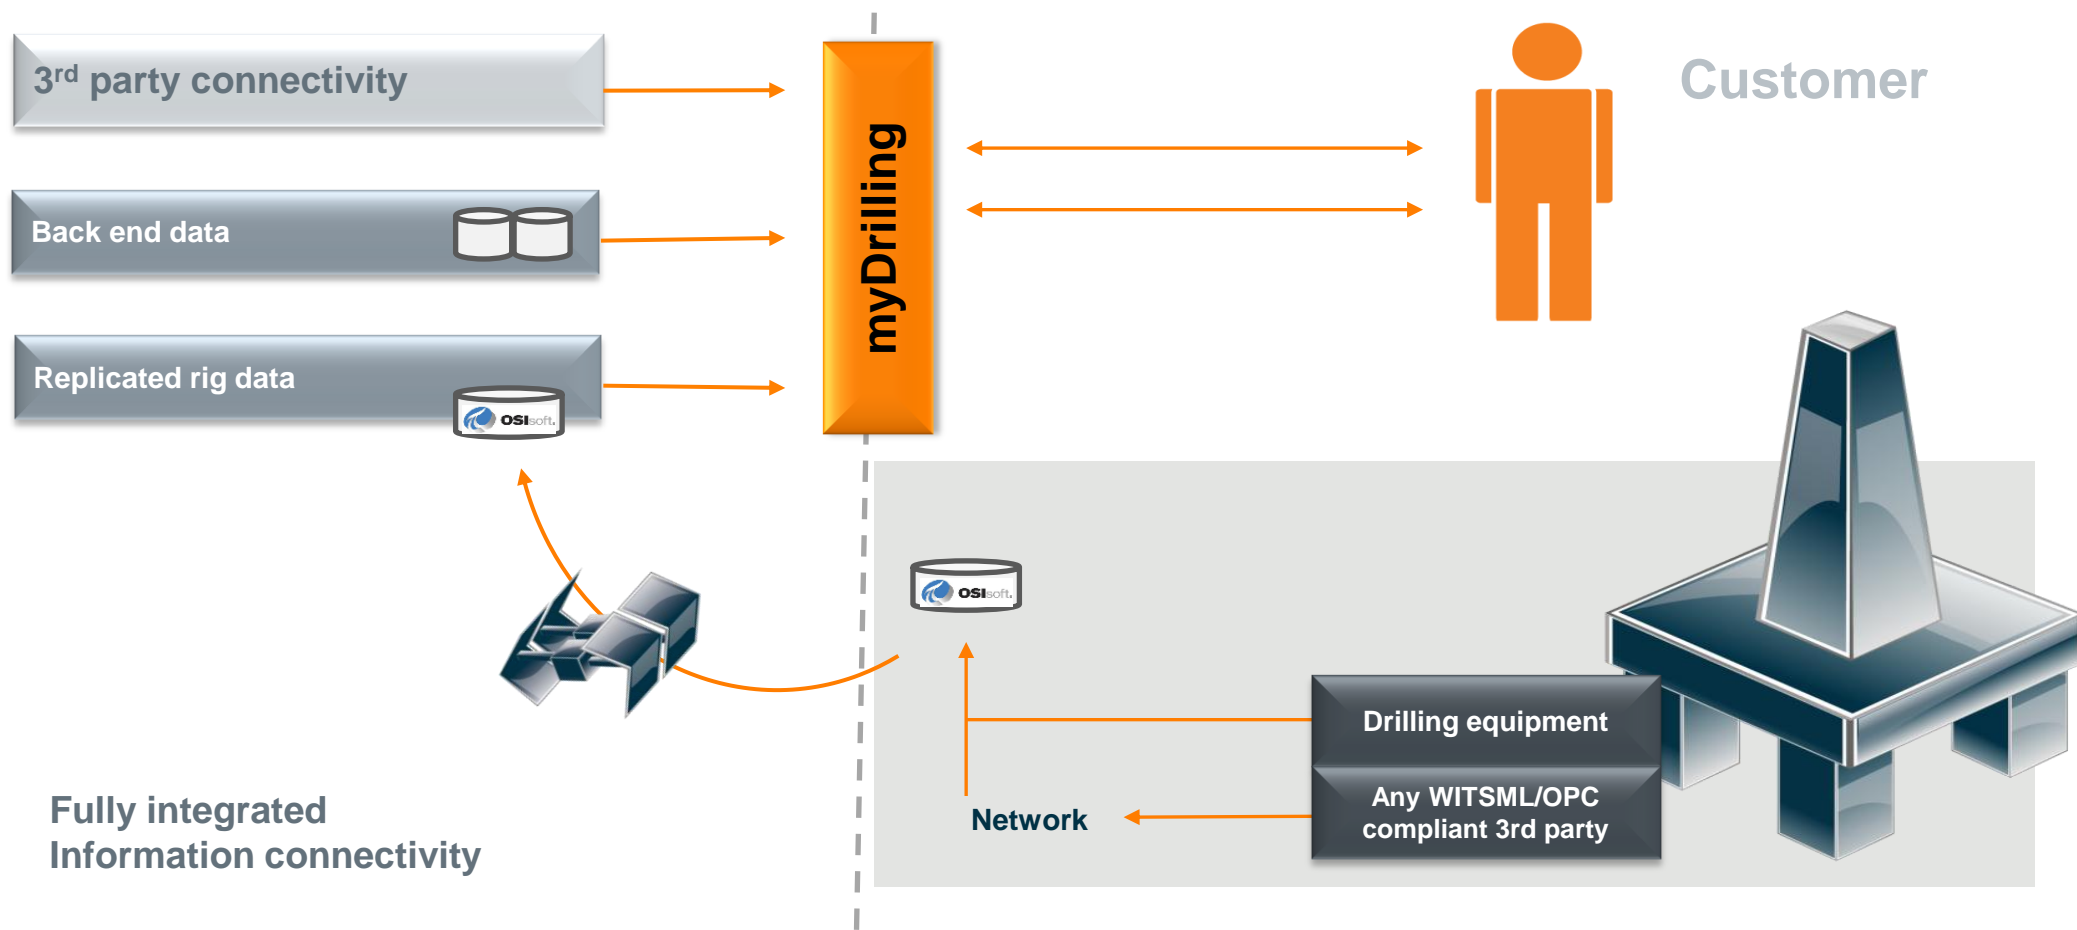 3rd party connectivity
Customer
myDrilling
Back end data
Replicated rig data
OSIsoft.
OSIsoft.
Drilling equipment
Any WITSML/OPC
compliant 3rd party
Network
Fully integrated
Information connectivity